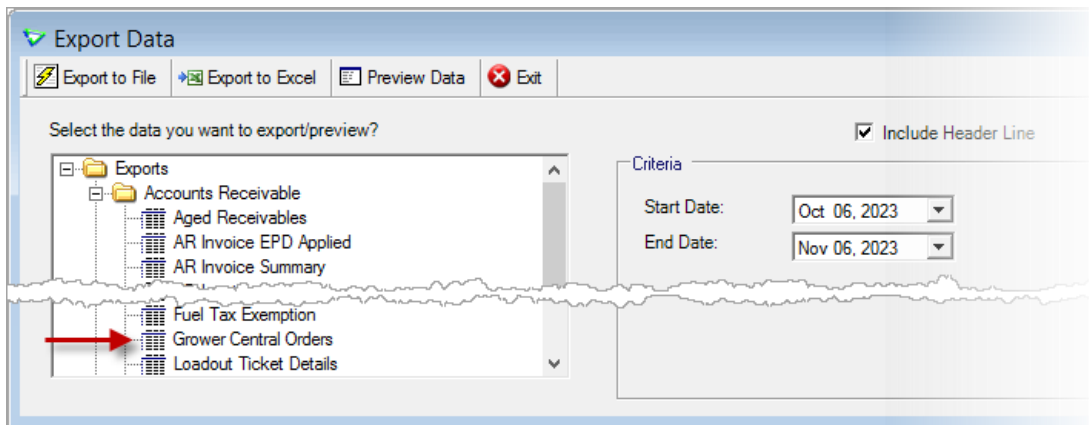 Export Data
Export to File Export to Excel Preview Data Exit
Select the data you want to export/preview?
Include Header Line
Exports
Accounts Receivable
Aged Receivables
AR Invoice EPD Applied
AR Invoice Summary
Fuel Tax Exemption
Grower Central Orders
Loadout Ticket Details
Criteria
Start Date: Oct 06, 2023
End Date: Nov 06, 2023